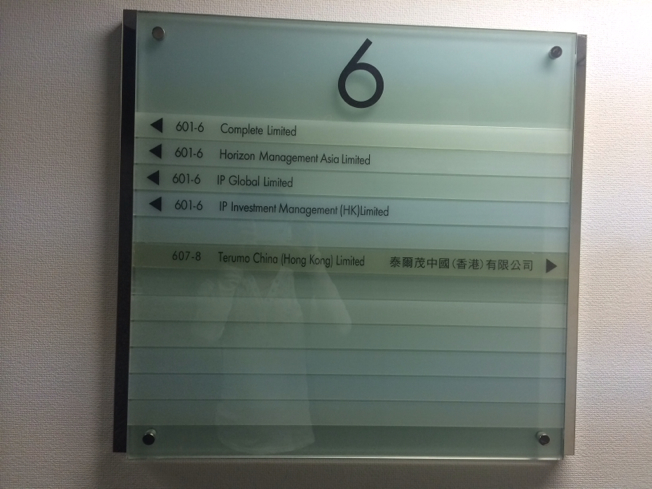 6
601-6 Complete Limited
601-6 Horizon Management Asia Limited
601-6 IP Global Limited
601-6 IP Investment Management (HK)Limited
607-8 Terumo China (Hong Kong) Limited 泰爾茂中國(香港)有限公司